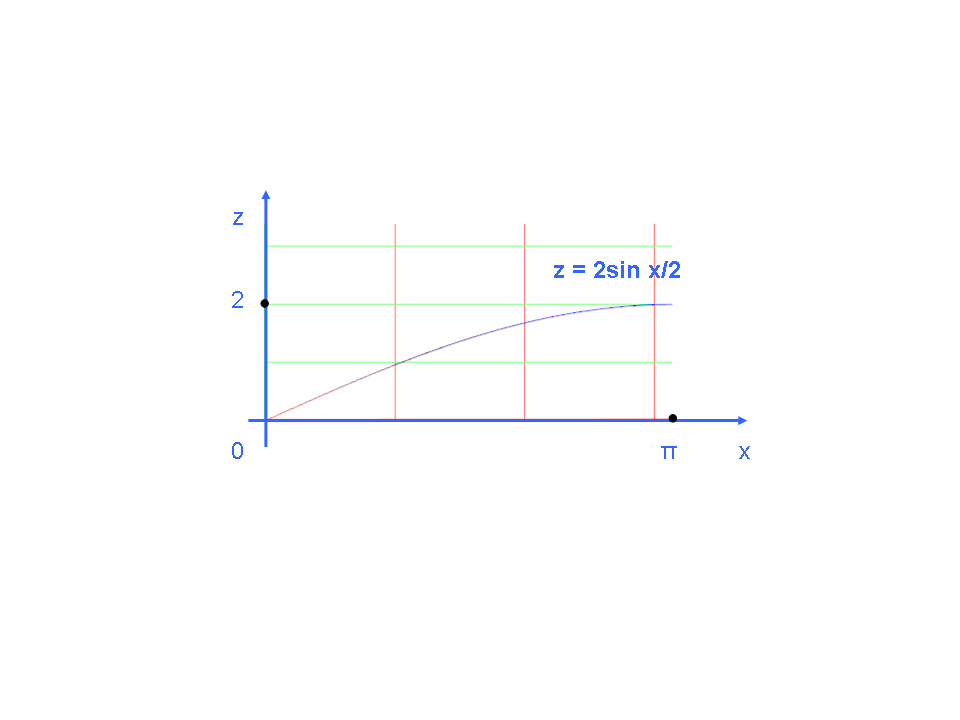 z
z = 2sin x/2
2
0
π
x